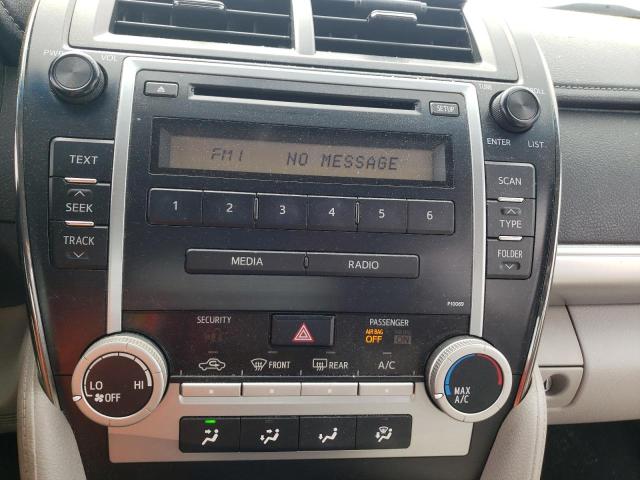 PWR VOL
TUNE SCROLL
SETUP
ENTER LIST
FM1 NO MESSAGE
TEXT
SEEK
TRACK
SCAN
TYPE
FOLDER
1 2 3 4 5 6
MEDIA RADIO
P10069
SECURITY
PASSENGER
AIR BAG
OFF ON
FRONT REAR A/C
LO HI
OFF
MAX
A/C